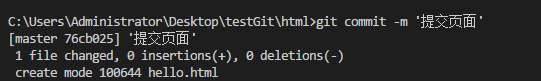 C:\Users\Administrator\Desktop\testGit\html>git commit -m '提交页面'
[master 76cb025] '提交页面'
1 file changed, 0 insertions(+), 0 deletions(-)
create mode 100644 hello.html